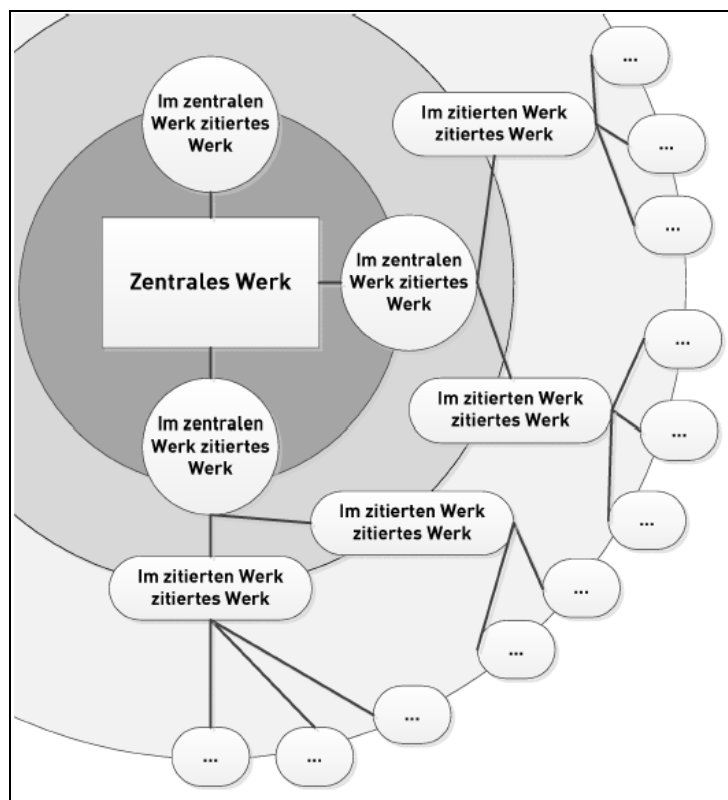 Im zentralen
Werk zitiertes
Werk
Zentrales Werk
Im zentralen
Werk zitiertes
Werk
Im zentralen
Werk zitiertes
Werk
Im zitierten Werk
zitiertes Werk
...
...
...
Im zitierten Werk
zitiertes Werk
...
...
...
Im zitierten Werk
zitiertes Werk
...
...
Im zitierten Werk
zitiertes Werk
...
...
...